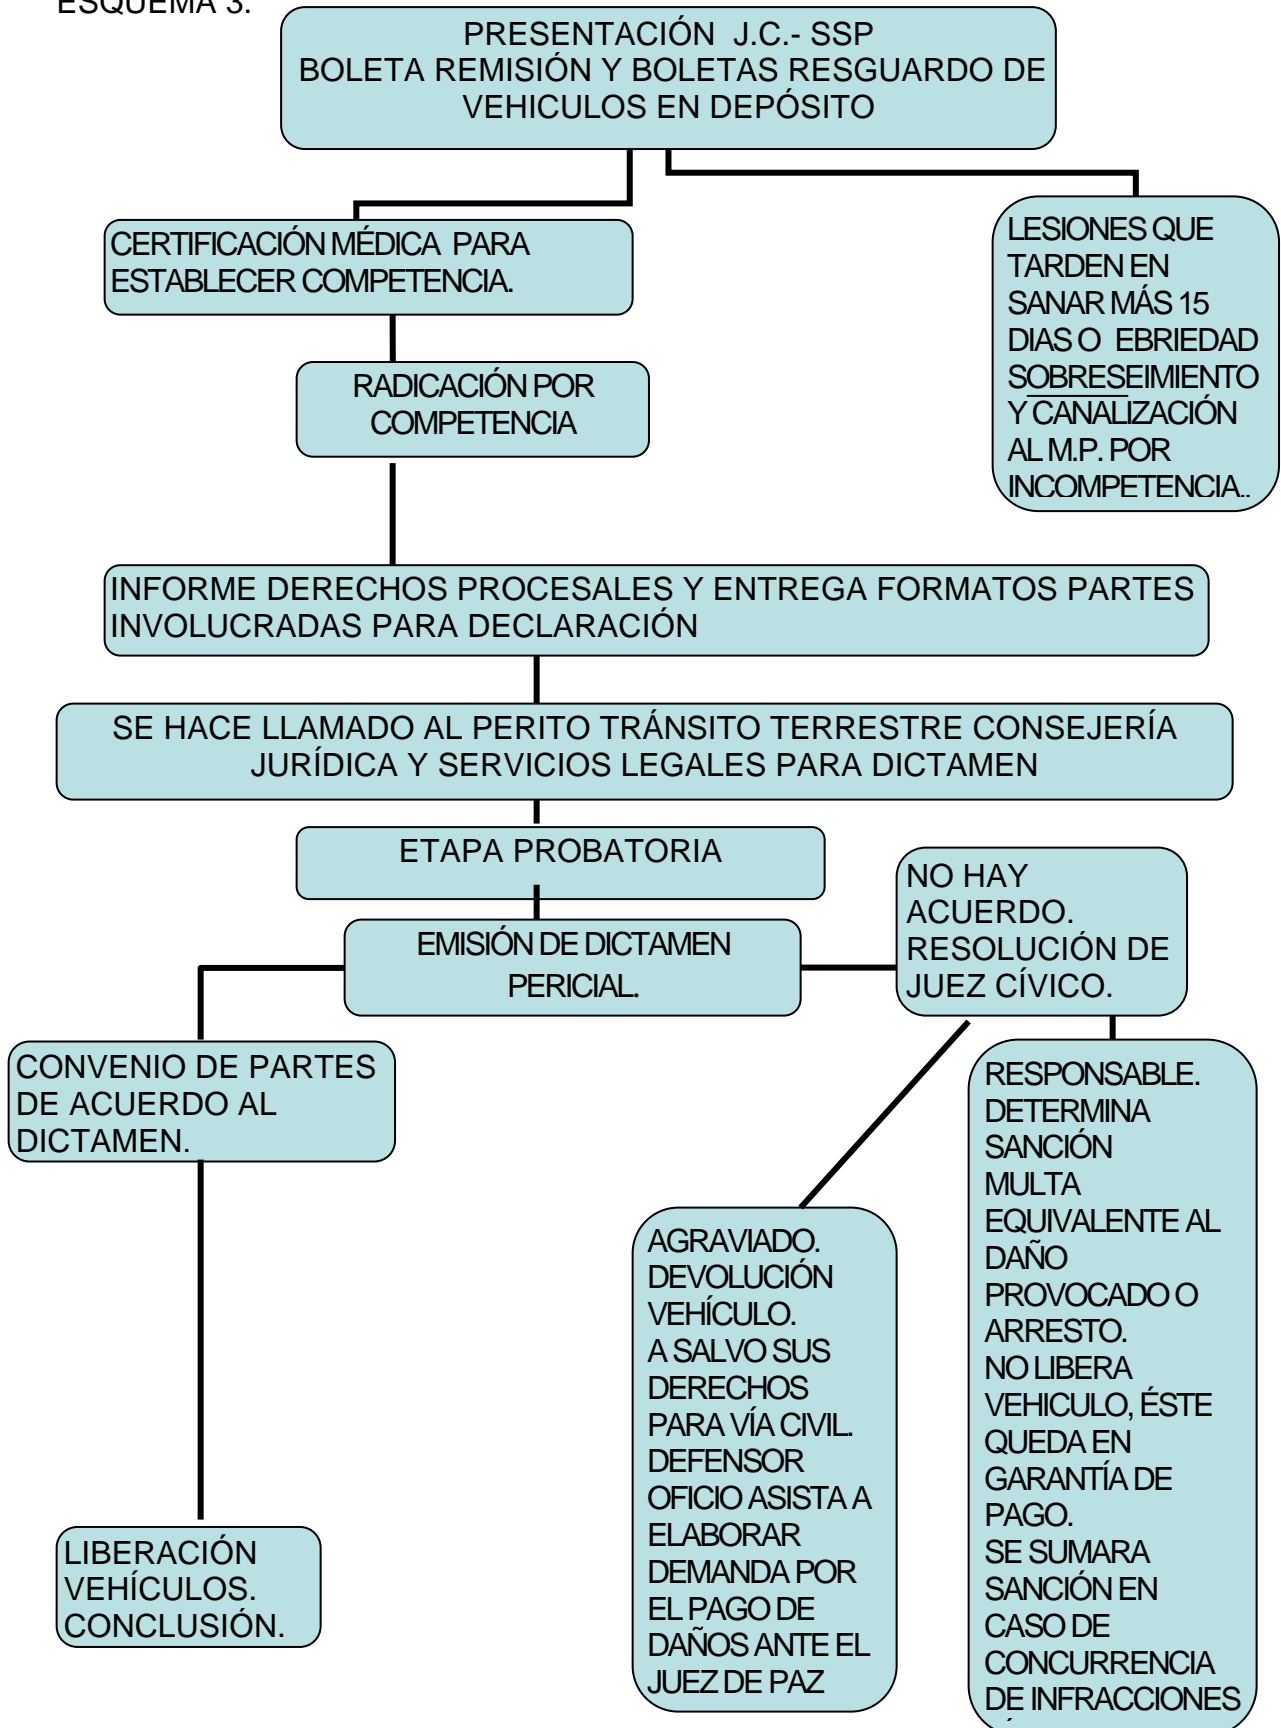 ESQUEMA 3.
PRESENTACIÓN J.C.- SSP
BOLETA REMISIÓN Y BOLETAS RESGUARDO DE
VEHICULOS EN DEPÓSITO
CERTIFICACIÓN MÉDICA PARA
ESTABLECER COMPETENCIA.
LESIONES QUE
TARDEN EN
SANAR MÁS 15
DIAS O EBRIEDAD
SOBRESEIMIENTO
Y CANALIZACIÓN
AL M.P. POR
INCOMPETENCIA..
RADICACIÓN POR
COMPETENCIA
INFORME DERECHOS PROCESALES Y ENTREGA FORMATOS PARTES
INVOLUCRADAS PARA DECLARACIÓN
SE HACE LLAMADO AL PERITO TRÁNSITO TERRESTRE CONSEJERÍA
JURÍDICA Y SERVICIOS LEGALES PARA DICTAMEN
ETAPA PROBATORIA
EMISIÓN DE DICTAMEN
PERICIAL.
NO HAY
ACUERDO.
RESOLUCIÓN DE
JUEZ CÍVICO.
CONVENIO DE PARTES
DE ACUERDO AL
DICTAMEN.
AGRAVIADO.
DEVOLUCIÓN
VEHÍCULO.
A SALVO SUS
DERECHOS
PARA VÍA CIVIL.
DEFENSOR
OFICIO ASISTA A
ELABORAR
DEMANDA POR
EL PAGO DE
DAÑOS ANTE EL
JUEZ DE PAZ
RESPONSABLE.
DETERMINA
SANCIÓN
MULTA
EQUIVALENTE AL
DAÑO
PROVOCADO O
ARRESTO.
NO LIBERA
VEHICULO, ÉSTE
QUEDA EN
GARANTÍA DE
PAGO.
SE SUMARA
SANCIÓN EN
CASO DE
CONCURRENCIA
DE INFRACCIONES
LIBERACIÓN
VEHÍCULOS.
CONCLUSIÓN.